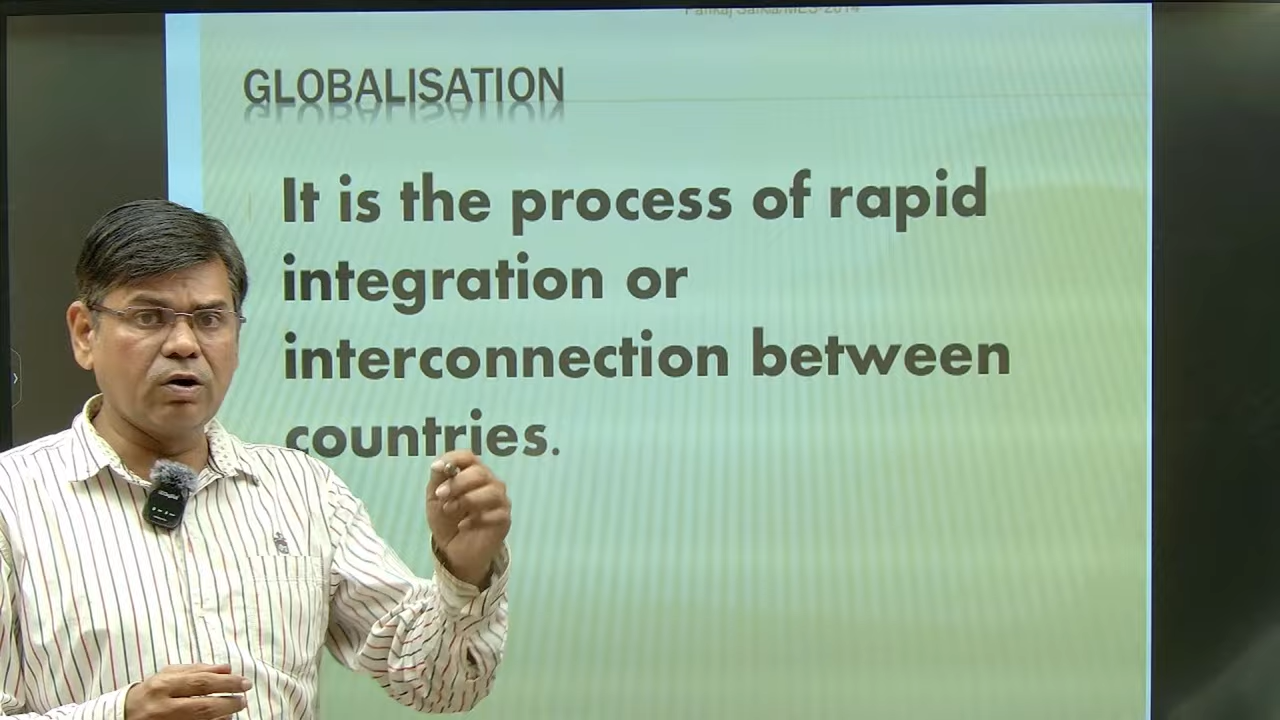 GLOBALISATION
It is the process of rapid
integration or
interconnection between
countries.